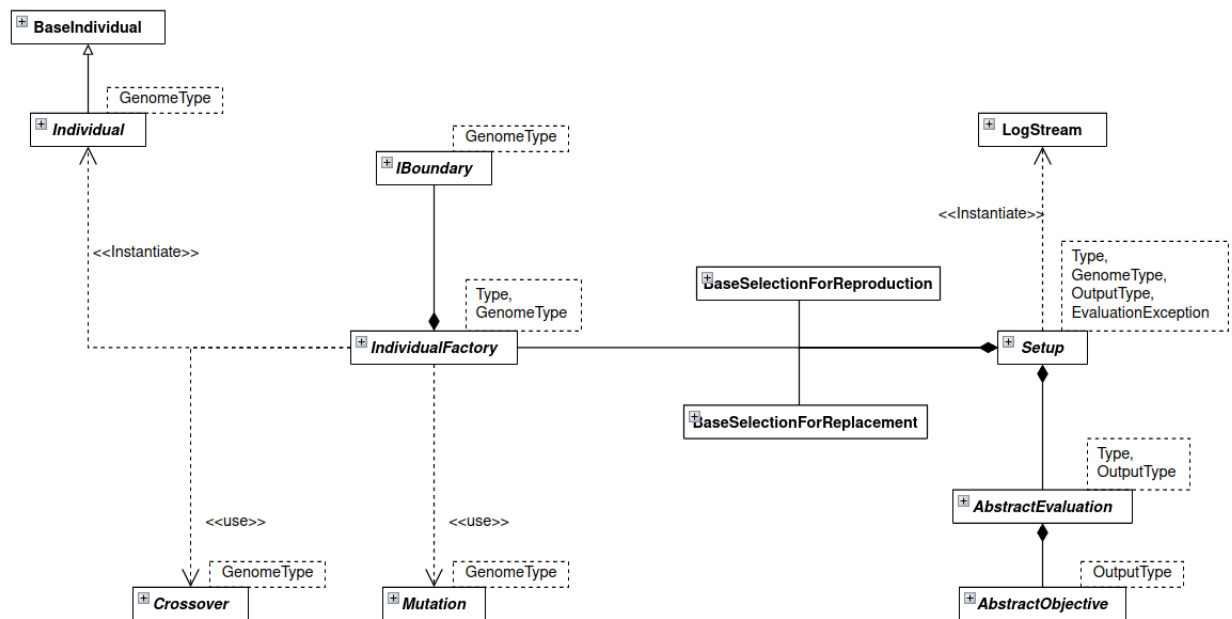 BaseIndividual
GenomeType
Individual
GenomeType
IBoundary
LogStream
<<Instantiate>>
<<Instantiate>>
Type,
GenomeType,
OutputType,
EvaluationException
BaseSelectionForReproduction
Type,
GenomeType
IndividualFactory
Setup
BaseSelectionForReplacement
Type,
OutputType
AbstractEvaluation
<<use>>
<<use>>
GenomeType
GenomeType
OutputType
Crossover
Mutation
AbstractObjective